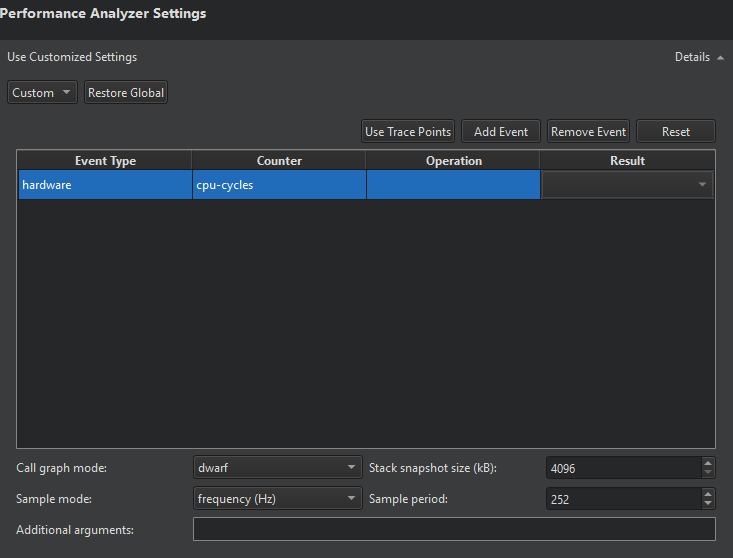 Performance Analyzer Settings
Use Customized Settings Details
Custom Restore Global
Use Trace Points Add Event Remove Event Reset
Event Type Counter Operation Result
hardware cpu-cycles
Call graph mode: dwarf Stack snapshot size (kB): 4096
Sample mode: frequency (Hz) Sample period: 252
Additional arguments: